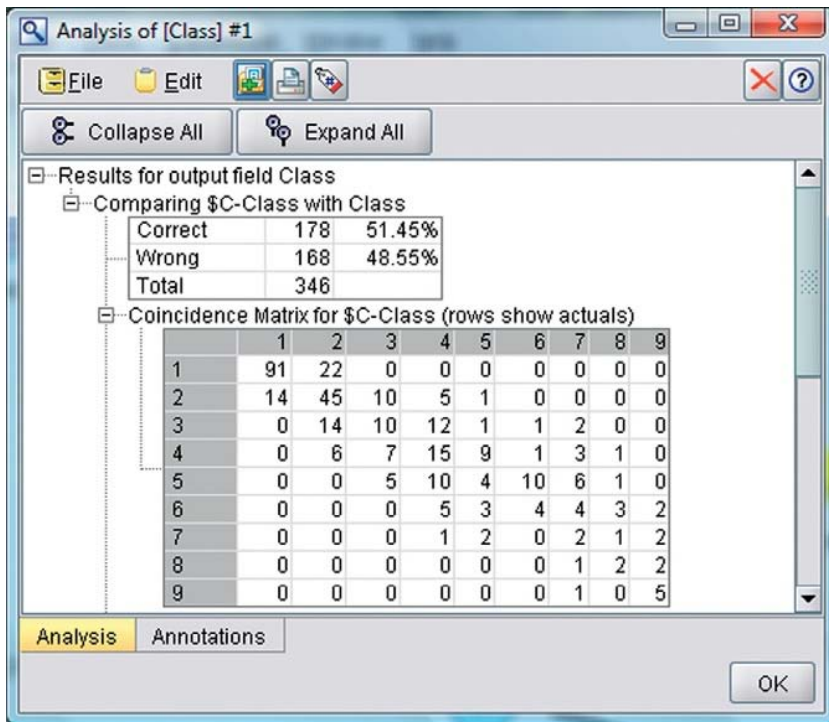 Analysis of [Class] #1
File Edit
Collapse All Expand All
Results for output field Class
Comparing $C-Class with Class
Correct 178 51.45%
Wrong 168 48.55%
Total 346
Coincidence Matrix for $C-Class (rows show actuals)
1 2 3 4 5 6 7 8 9
1 91 22 0 0 0 0 0 0 0
2 14 45 10 5 1 0 0 0 0
3 0 14 10 12 1 1 2 0 0
4 0 6 7 15 9 1 3 1 0
5 0 0 5 10 4 10 6 1 0
6 0 0 0 5 3 4 4 3 2
7 0 0 0 1 2 0 2 1 2
8 0 0 0 0 0 0 1 2 2
9 0 0 0 0 0 0 1 0 5
Analysis Annotations
OK